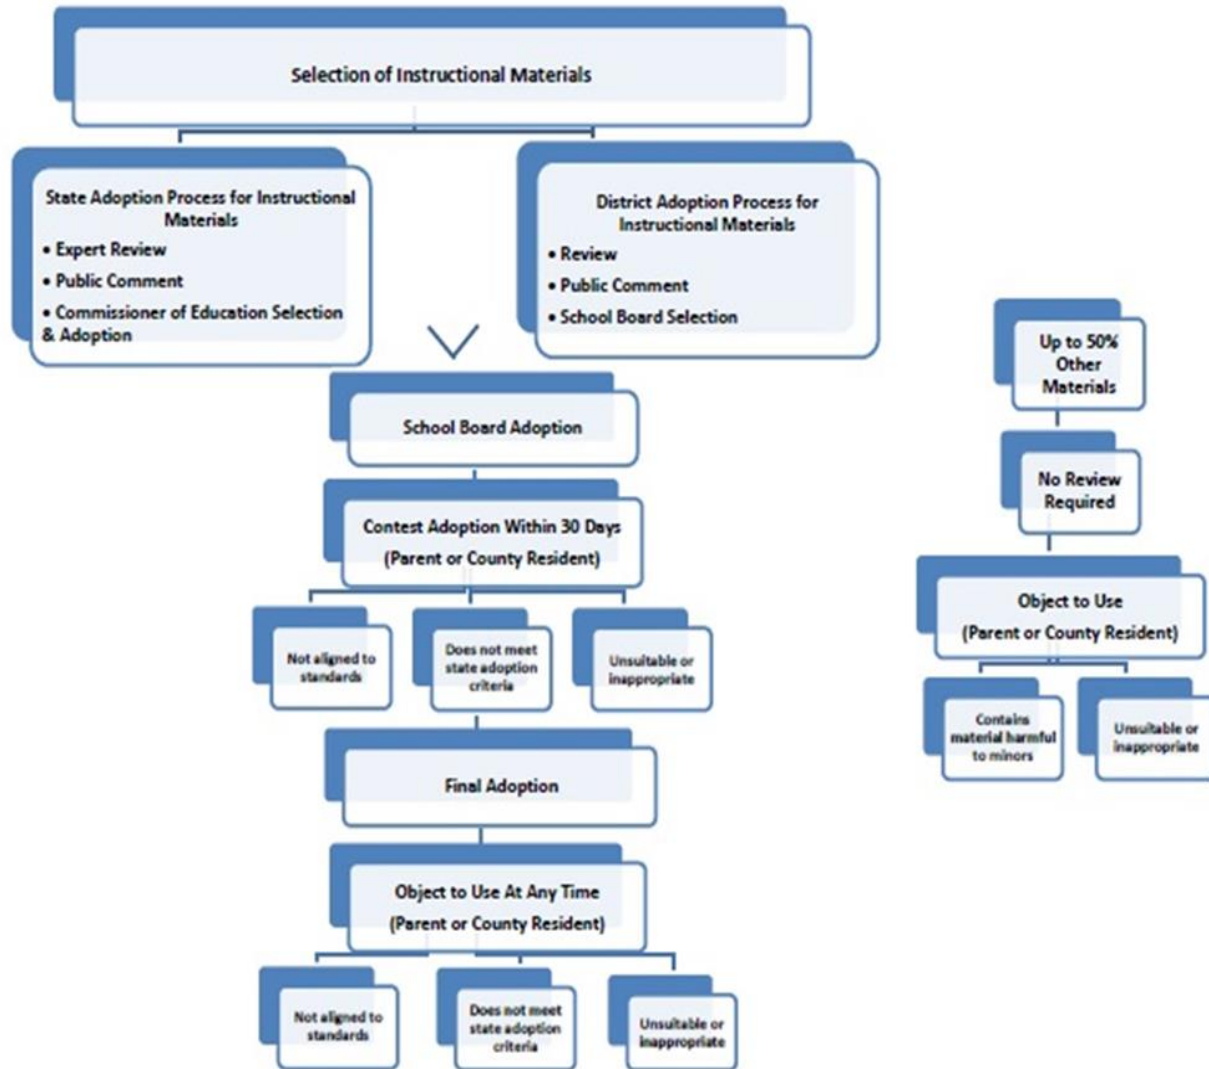 Selection of Instructional Materials
State Adoption Process for Instructional
Materials
• Expert Review
• Public Comment
• Commissioner of Education Selection
& Adoption
District Adoption Process for
Instructional Materials
• Review
• Public Comment
• School Board Selection
School Board Adoption
Contest Adoption Within 30 Days
(Parent or County Resident)
Not aligned to
standards
Does not meet
state adoption
criteria
Unsuitable or
inappropriate
Final Adoption
Object to Use At Any Time
(Parent or County Resident)
Not aligned to
standards
Does not meet
state adoption
criteria
Unsuitable or
inappropriate
Up to 50%
Other
Materials
No Review
Required
Object to Use
(Parent or County Resident)
Contains
material harmful
to minors
Unsuitable or
inappropriate